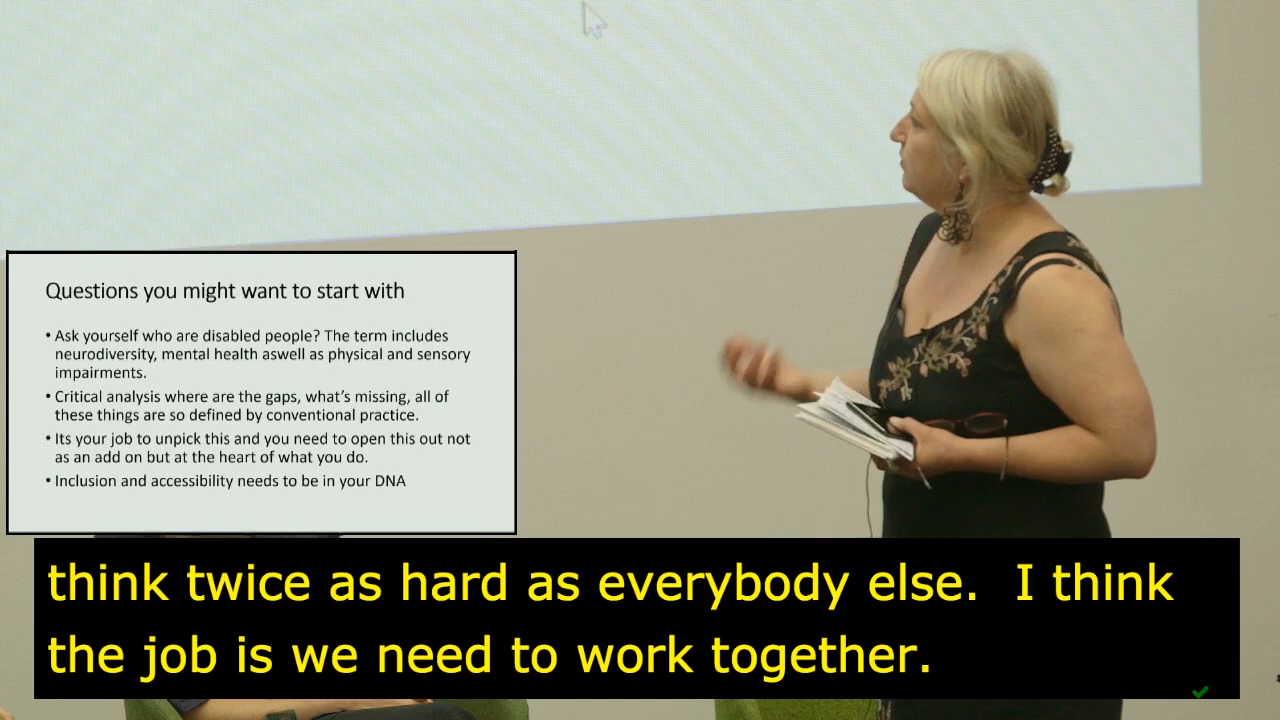 Questions you might want to start with
• Ask yourself who are disabled people? The term includes
neurodiversity, mental health aswell as physical and sensory
impairments.
• Critical analysis where are the gaps, what’s missing, all of
these things are so defined by conventional practice.
• Its your job to unpick this and you need to open this out not
as an add on but at the heart of what you do.
• Inclusion and accessibility needs to be in your DNA
think twice as hard as everybody else.  I think
the job is we need to work together.